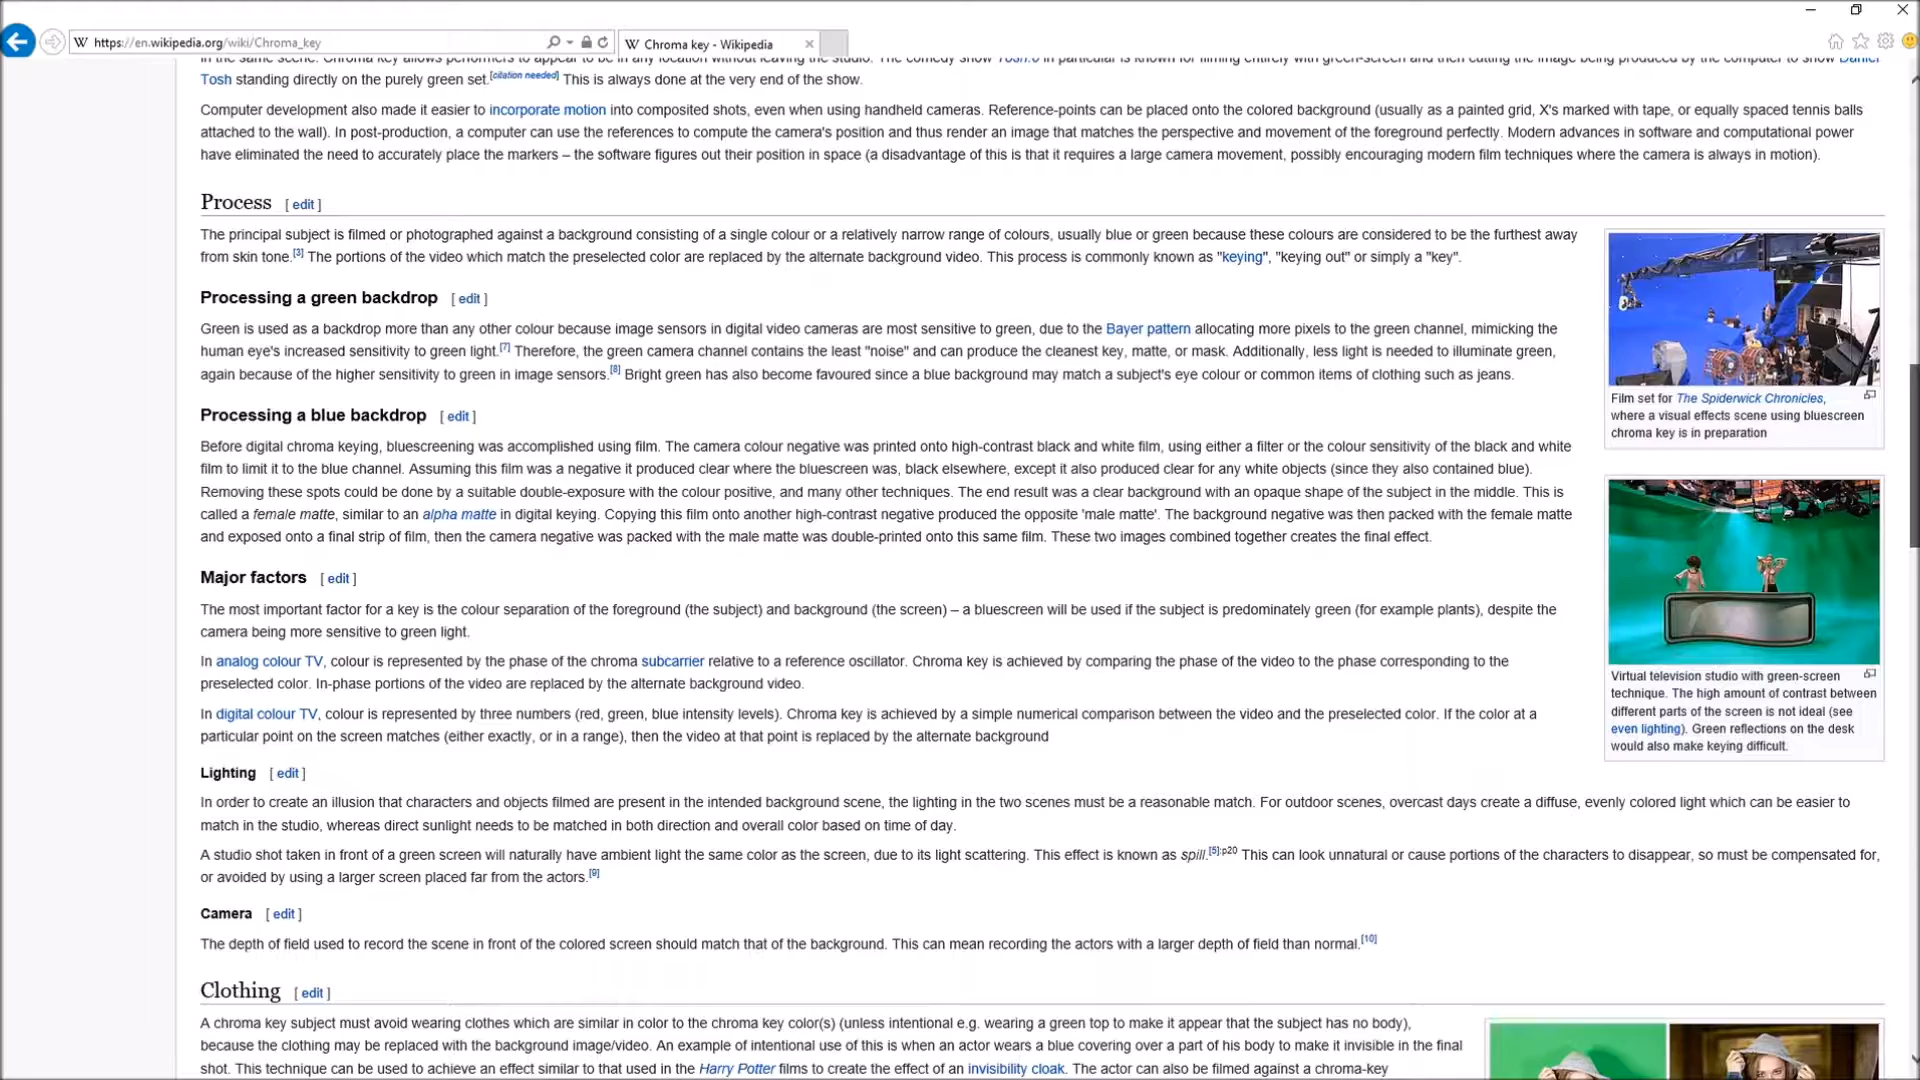 https://en.wikipedia.org/wiki/Chroma_key
W Chroma key - Wikipedia
in the same scene. Chroma key allows performers to appear to be in any location without leaving the studio. The comedy show Tosh.0 in particular is known for filming entirely with green-screen and then cutting the image being produced by the computer to show Daniel
Tosh standing directly on the purely green set.[citation needed] This is always done at the very end of the show.
Computer development also made it easier to incorporate motion into composited shots, even when using handheld cameras. Reference-points can be placed onto the colored background (usually as a painted grid, X's marked with tape, or equally spaced tennis balls
attached to the wall). In post-production, a computer can use the references to compute the camera's position and thus render an image that matches the perspective and movement of the foreground perfectly. Modern advances in software and computational power
have eliminated the need to accurately place the markers – the software figures out their position in space (a disadvantage of this is that it requires a large camera movement, possibly encouraging modern film techniques where the camera is always in motion).
Process [ edit ]
The principal subject is filmed or photographed against a background consisting of a single colour or a relatively narrow range of colours, usually blue or green because these colours are considered to be the furthest away
from skin tone.[3] The portions of the video which match the preselected color are replaced by the alternate background video. This process is commonly known as "keying", "keying out" or simply a "key".
Processing a green backdrop [ edit ]
Green is used as a backdrop more than any other colour because image sensors in digital video cameras are most sensitive to green, due to the Bayer pattern allocating more pixels to the green channel, mimicking the
human eye's increased sensitivity to green light.[7] Therefore, the green camera channel contains the least "noise" and can produce the cleanest key, matte, or mask. Additionally, less light is needed to illuminate green,
again because of the higher sensitivity to green in image sensors.[8] Bright green has also become favoured since a blue background may match a subject's eye colour or common items of clothing such as jeans.
Film set for The Spiderwick Chronicles,
where a visual effects scene using bluescreen
chroma key is in preparation
Processing a blue backdrop [ edit ]
Before digital chroma keying, bluescreening was accomplished using film. The camera colour negative was printed onto high-contrast black and white film, using either a filter or the colour sensitivity of the black and white
film to limit it to the blue channel. Assuming this film was a negative it produced clear where the bluescreen was, black elsewhere, except it also produced clear for any white objects (since they also contained blue).
Removing these spots could be done by a suitable double-exposure with the colour positive, and many other techniques. The end result was a clear background with an opaque shape of the subject in the middle. This is
called a female matte, similar to an alpha matte in digital keying. Copying this film onto another high-contrast negative produced the opposite 'male matte'. The background negative was then packed with the female matte
and exposed onto a final strip of film, then the camera negative was packed with the male matte was double-printed onto this same film. These two images combined together creates the final effect.
Major factors [ edit ]
The most important factor for a key is the colour separation of the foreground (the subject) and background (the screen) – a bluescreen will be used if the subject is predominately green (for example plants), despite the
camera being more sensitive to green light.
In analog colour TV, colour is represented by the phase of the chroma subcarrier relative to a reference oscillator. Chroma key is achieved by comparing the phase of the video to the phase corresponding to the
preselected color. In-phase portions of the video are replaced by the alternate background video.
In digital colour TV, colour is represented by three numbers (red, green, blue intensity levels). Chroma key is achieved by a simple numerical comparison between the video and the preselected color. If the color at a
particular point on the screen matches (either exactly, or in a range), then the video at that point is replaced by the alternate background
Virtual television studio with green-screen
technique. The high amount of contrast between
different parts of the screen is not ideal (see
even lighting). Green reflections on the desk
would also make keying difficult.
Lighting [ edit ]
In order to create an illusion that characters and objects filmed are present in the intended background scene, the lighting in the two scenes must be a reasonable match. For outdoor scenes, overcast days create a diffuse, evenly colored light which can be easier to
match in the studio, whereas direct sunlight needs to be matched in both direction and overall color based on time of day.
A studio shot taken in front of a green screen will naturally have ambient light the same color as the screen, due to its light scattering. This effect is known as spill.[5]:p20 This can look unnatural or cause portions of the characters to disappear, so must be compensated for,
or avoided by using a larger screen placed far from the actors.[9]
Camera [ edit ]
The depth of field used to record the scene in front of the colored screen should match that of the background. This can mean recording the actors with a larger depth of field than normal.[10]
Clothing [ edit ]
A chroma key subject must avoid wearing clothes which are similar in color to the chroma key color(s) (unless intentional e.g. wearing a green top to make it appear that the subject has no body),
because the clothing may be replaced with the background image/video. An example of intentional use of this is when an actor wears a blue covering over a part of his body to make it invisible in the final
shot. This technique can be used to achieve an effect similar to that used in the Harry Potter films to create the effect of an invisibility cloak. The actor can also be filmed against a chroma-key